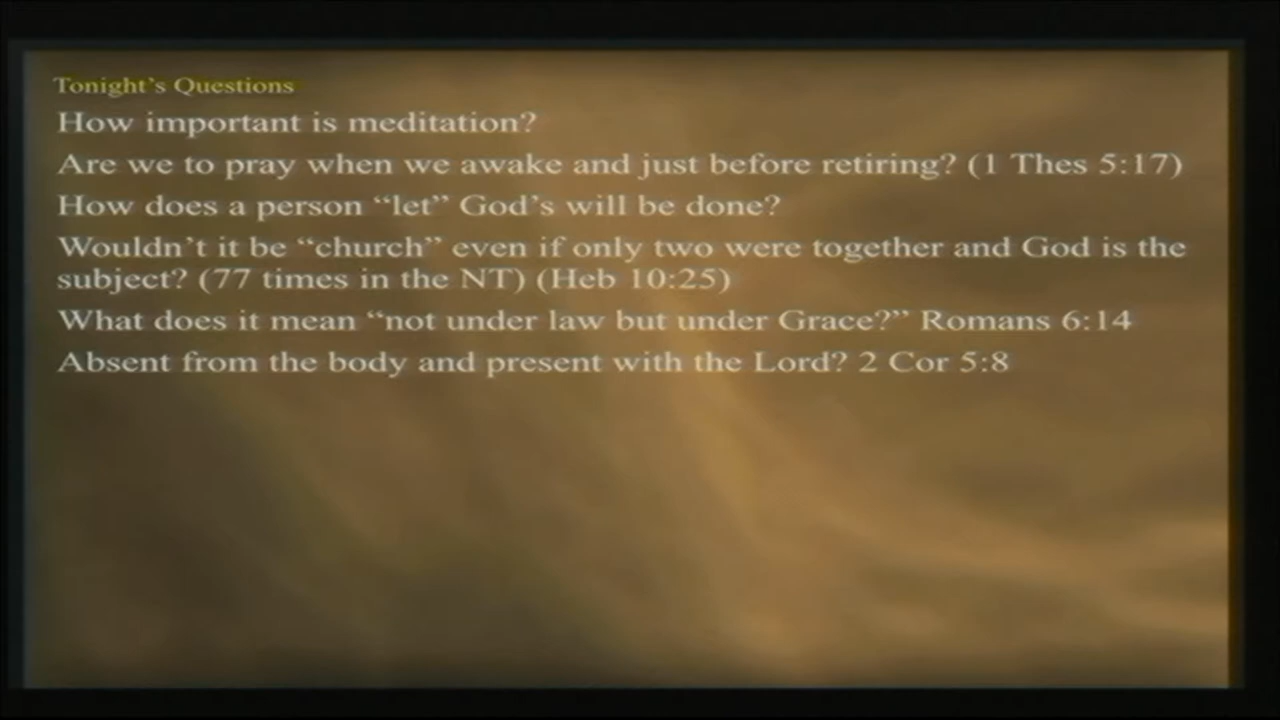 Tonight’s Questions
How important is meditation?
Are we to pray when we awake and just before retiring? (1 Thes 5:17)
How does a person “let” God’s will be done?
Wouldn’t it be “church” even if only two were together and God is the
subject? (77 times in the NT) (Heb 10:25)
What does it mean “not under law but under Grace?” Romans 6:14
Absent from the body and present with the Lord? 2 Cor 5:8